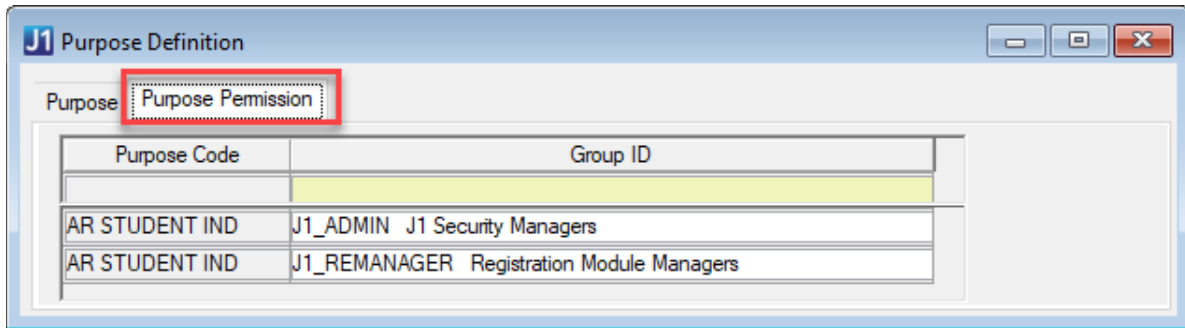 J1 Purpose Definition
Purpose Purpose Permission
Purpose Code Group ID
AR STUDENT IND J1_ADMIN J1 Security Managers
AR STUDENT IND J1_REMANAGER Registration Module Managers